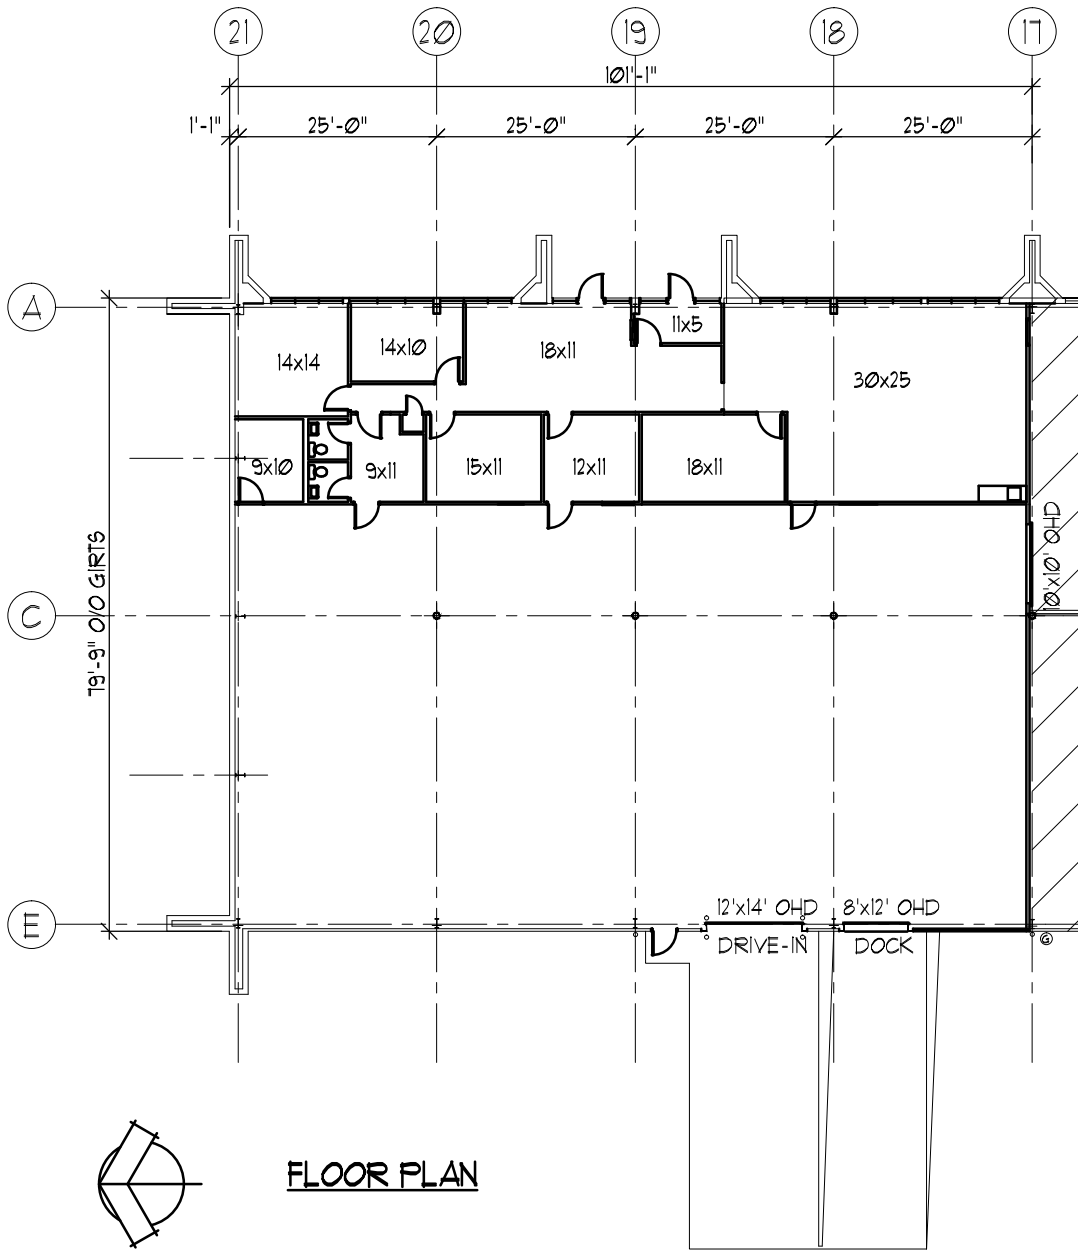 21 20 19 18 17
101'-1"
1'-1" 25'-0" 25'-0" 25'-0" 25'-0"
A
11x5
14x14 14x10 18x11
30x25
9x10 9x11 15x11 12x11 18x11
10'x10' OHD
79'-9" O/O GIRTS
C
12'x14' OHD 8'x12' OHD
E
DRIVE-IN DOCK
G
FLOOR PLAN